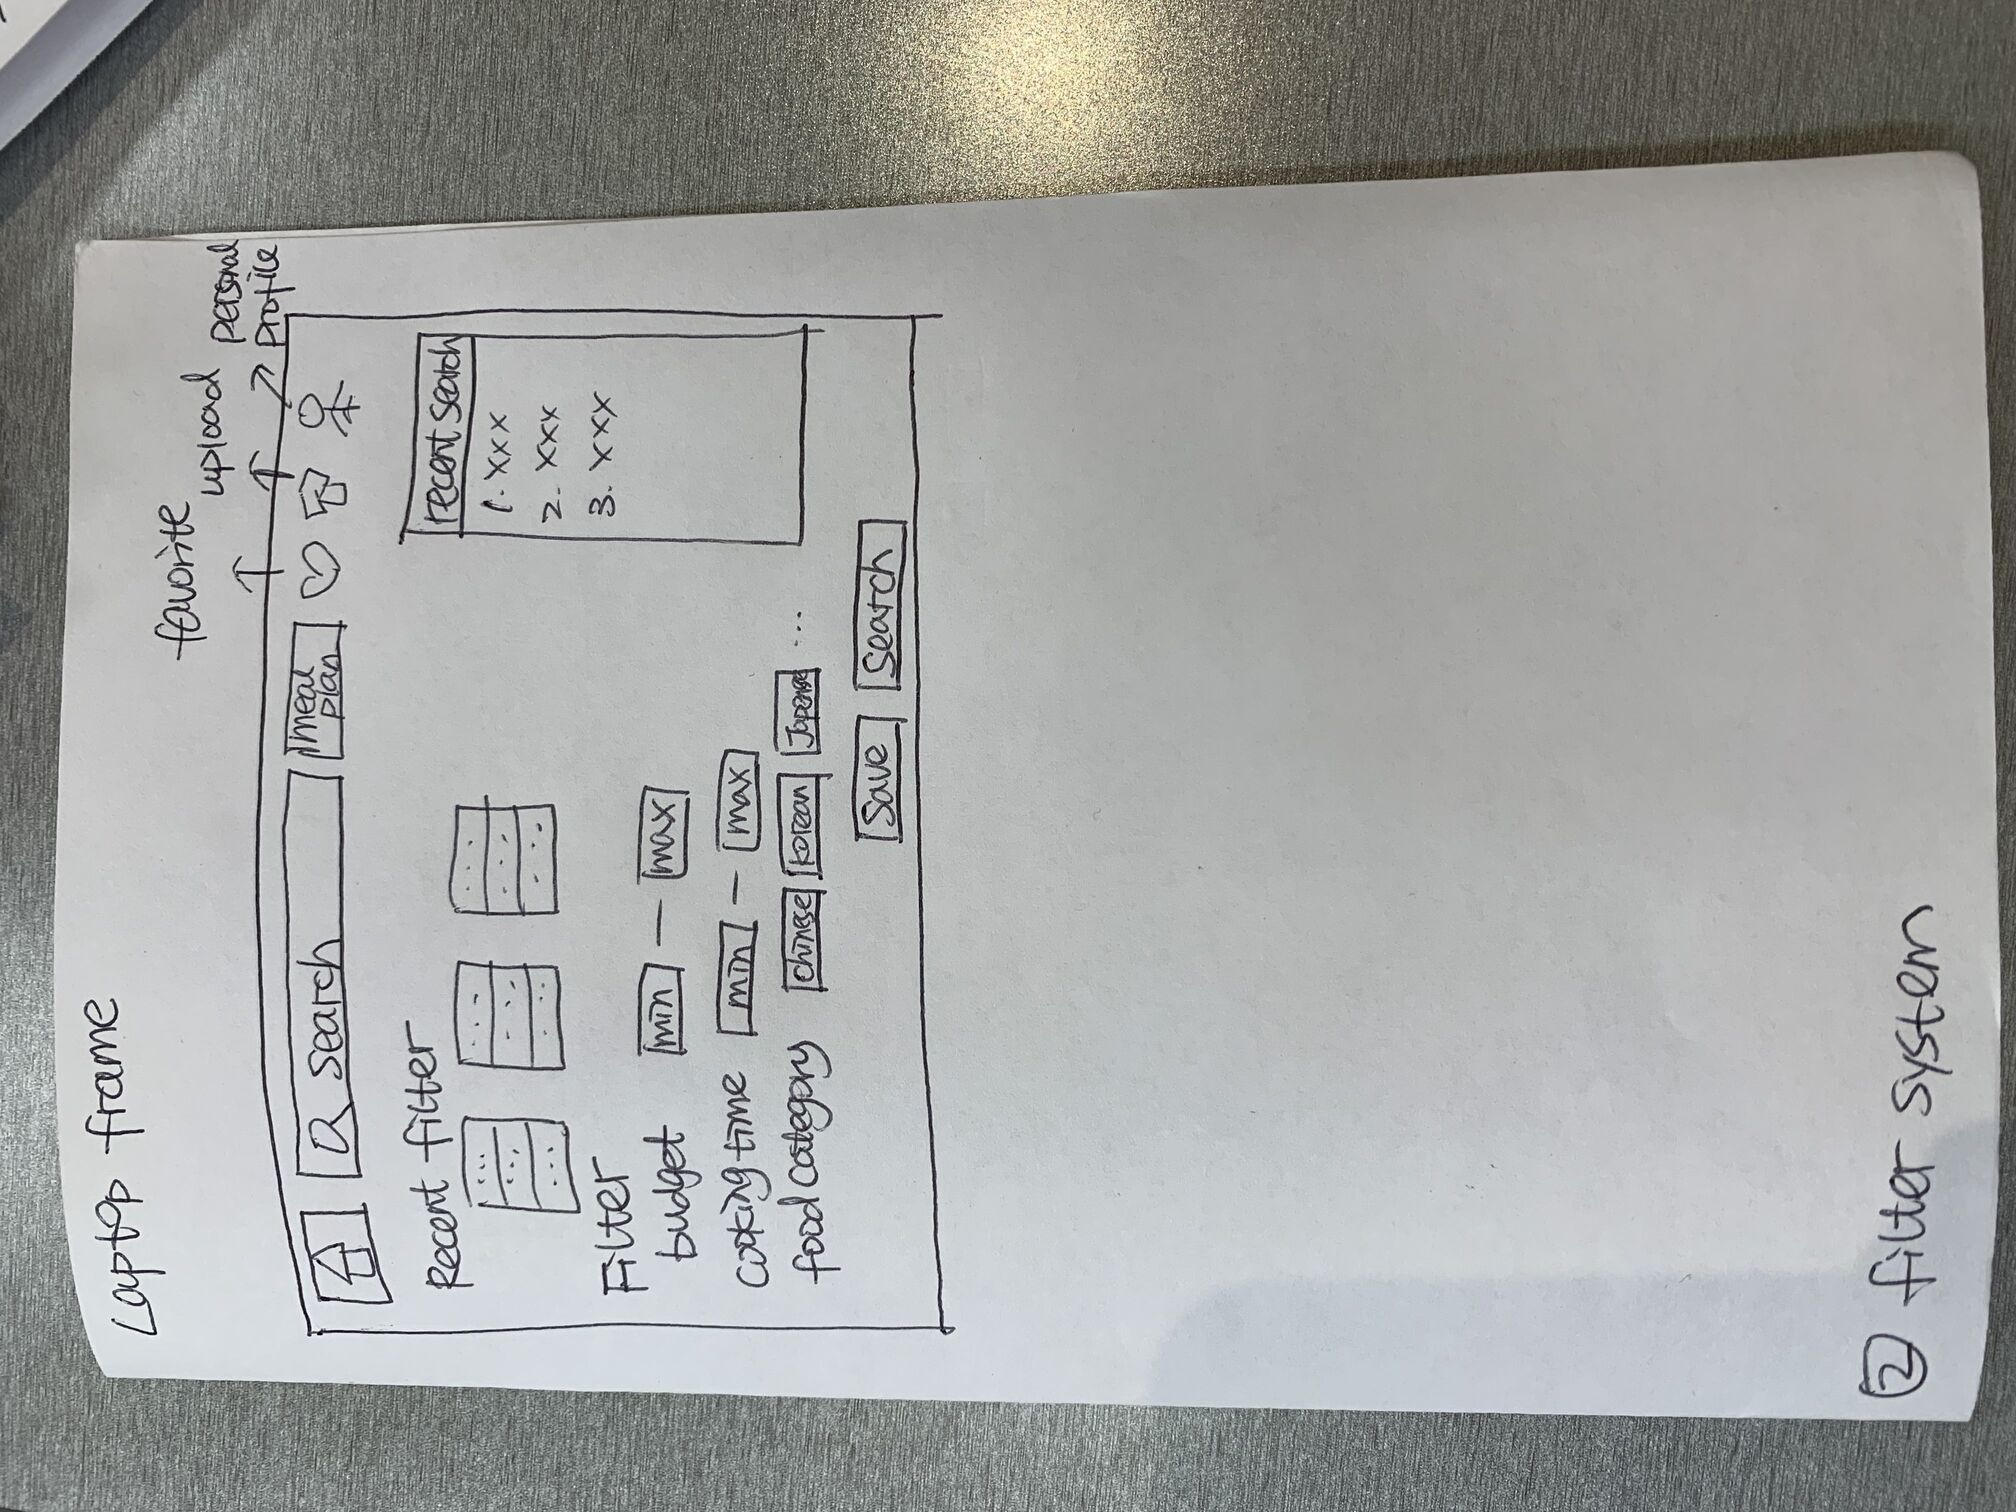 Laptop frame
favorite
upload
personal
profile
search
meal
plan
Recent filter
recent search
1. xxx
2. xxx
3. xxx
Filter
budget min — max
cooking time min — max
food category chinese korean Japenese ...
Save Search
② filter system